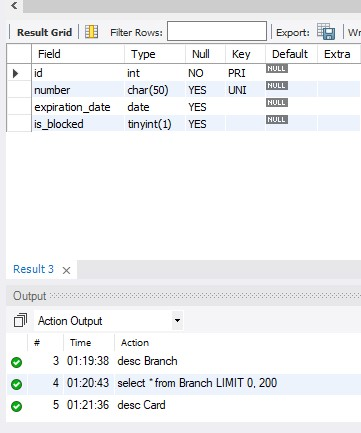 Result Grid Filter Rows: Export: Wr
Field Type Null Key Default Extra
id int NO PRI NULL
number char(50) YES UNI NULL
expiration_date date YES NULL
is_blocked tinyint(1) YES NULL
Result 3
Output
Action Output
# Time Action
3 01:19:38 desc Branch
4 01:20:43 select * from Branch LIMIT 0, 200
5 01:21:36 desc Card